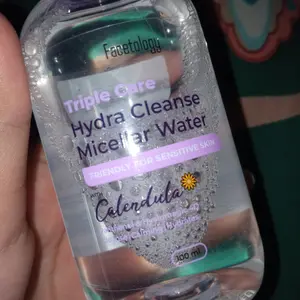 Facetology
Triple Care
Hydra Cleanse
Micellar Water
FRIENDLY FOR SENSITIVE SKIN
Calendula
100 ml